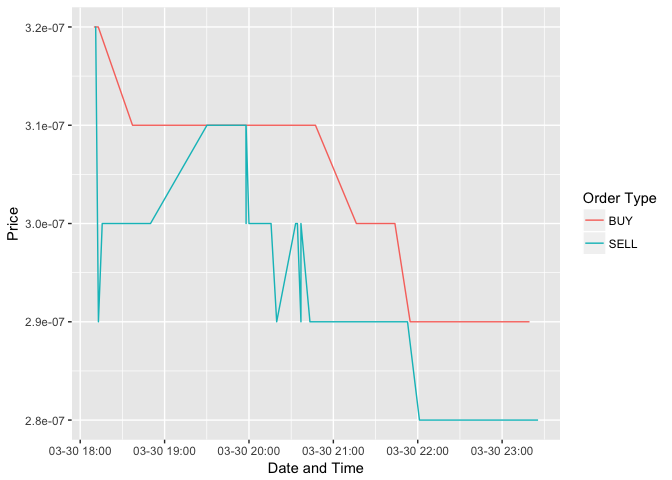 3.2e-07
3.1e-07
3.0e-07
2.9e-07
2.8e-07
Price
03-30 18:00 03-30 19:00 03-30 20:00 03-30 21:00 03-30 22:00 03-30 23:00
Date and Time
Order Type
BUY
SELL